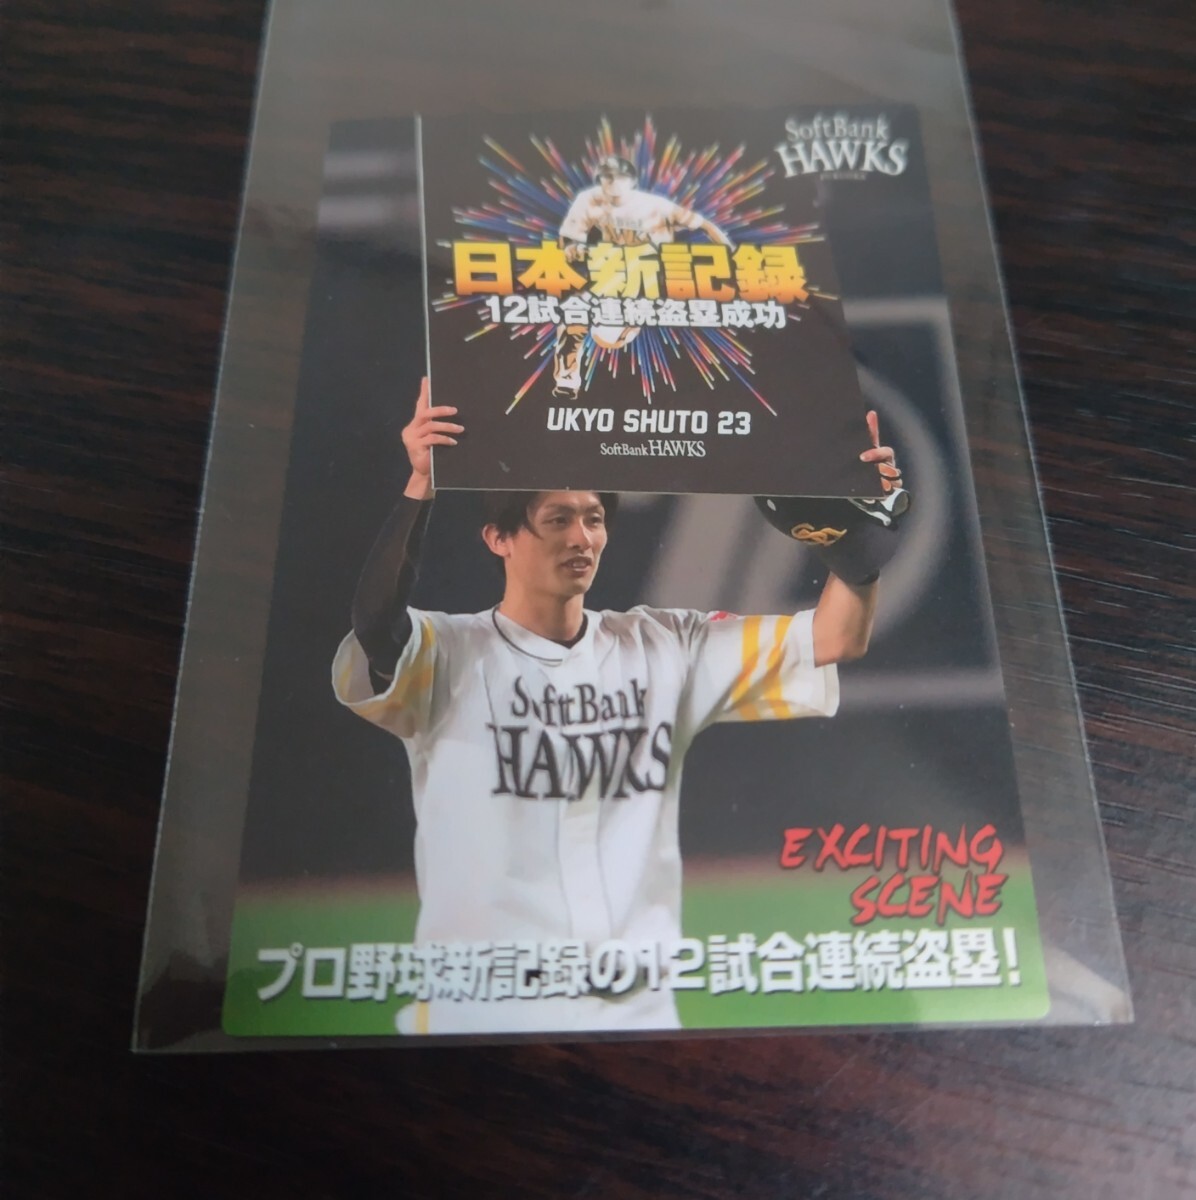 SoftBank
HAWKS
日本新記録
12試合連続盗塁成功
UKYO SHUTO 23
SoftBank HAWKS
SoftBank
HAWKS
EXCITING
SCENE
プロ野球新記録の12試合連続盗塁!